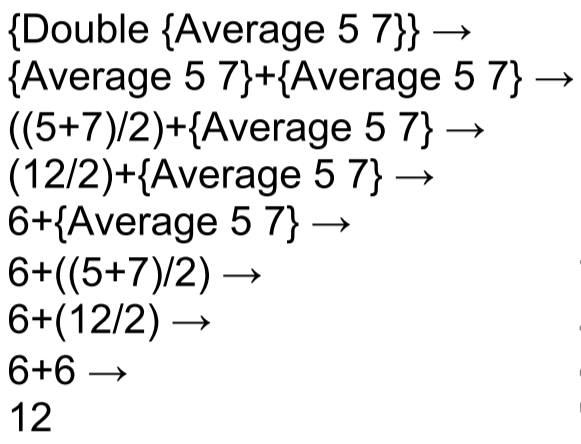 {Double {Average 5 7}} →
{Average 5 7}+{Average 5 7} →
((5+7)/2)+{Average 5 7} →
(12/2)+{Average 5 7} →
6+{Average 5 7} →
6+((5+7)/2) →
6+(12/2) →
6+6 →
12